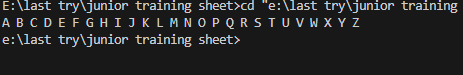 E:\last try\junior training sheet>cd "e:\last try\junior training
A B C D E F G H I J K L M N O P Q R S T U V W X Y Z
e:\last try\junior training sheet>